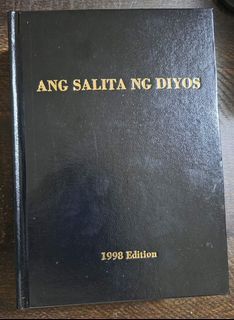 ANG SALITA NG DIYOS
1998 Edition